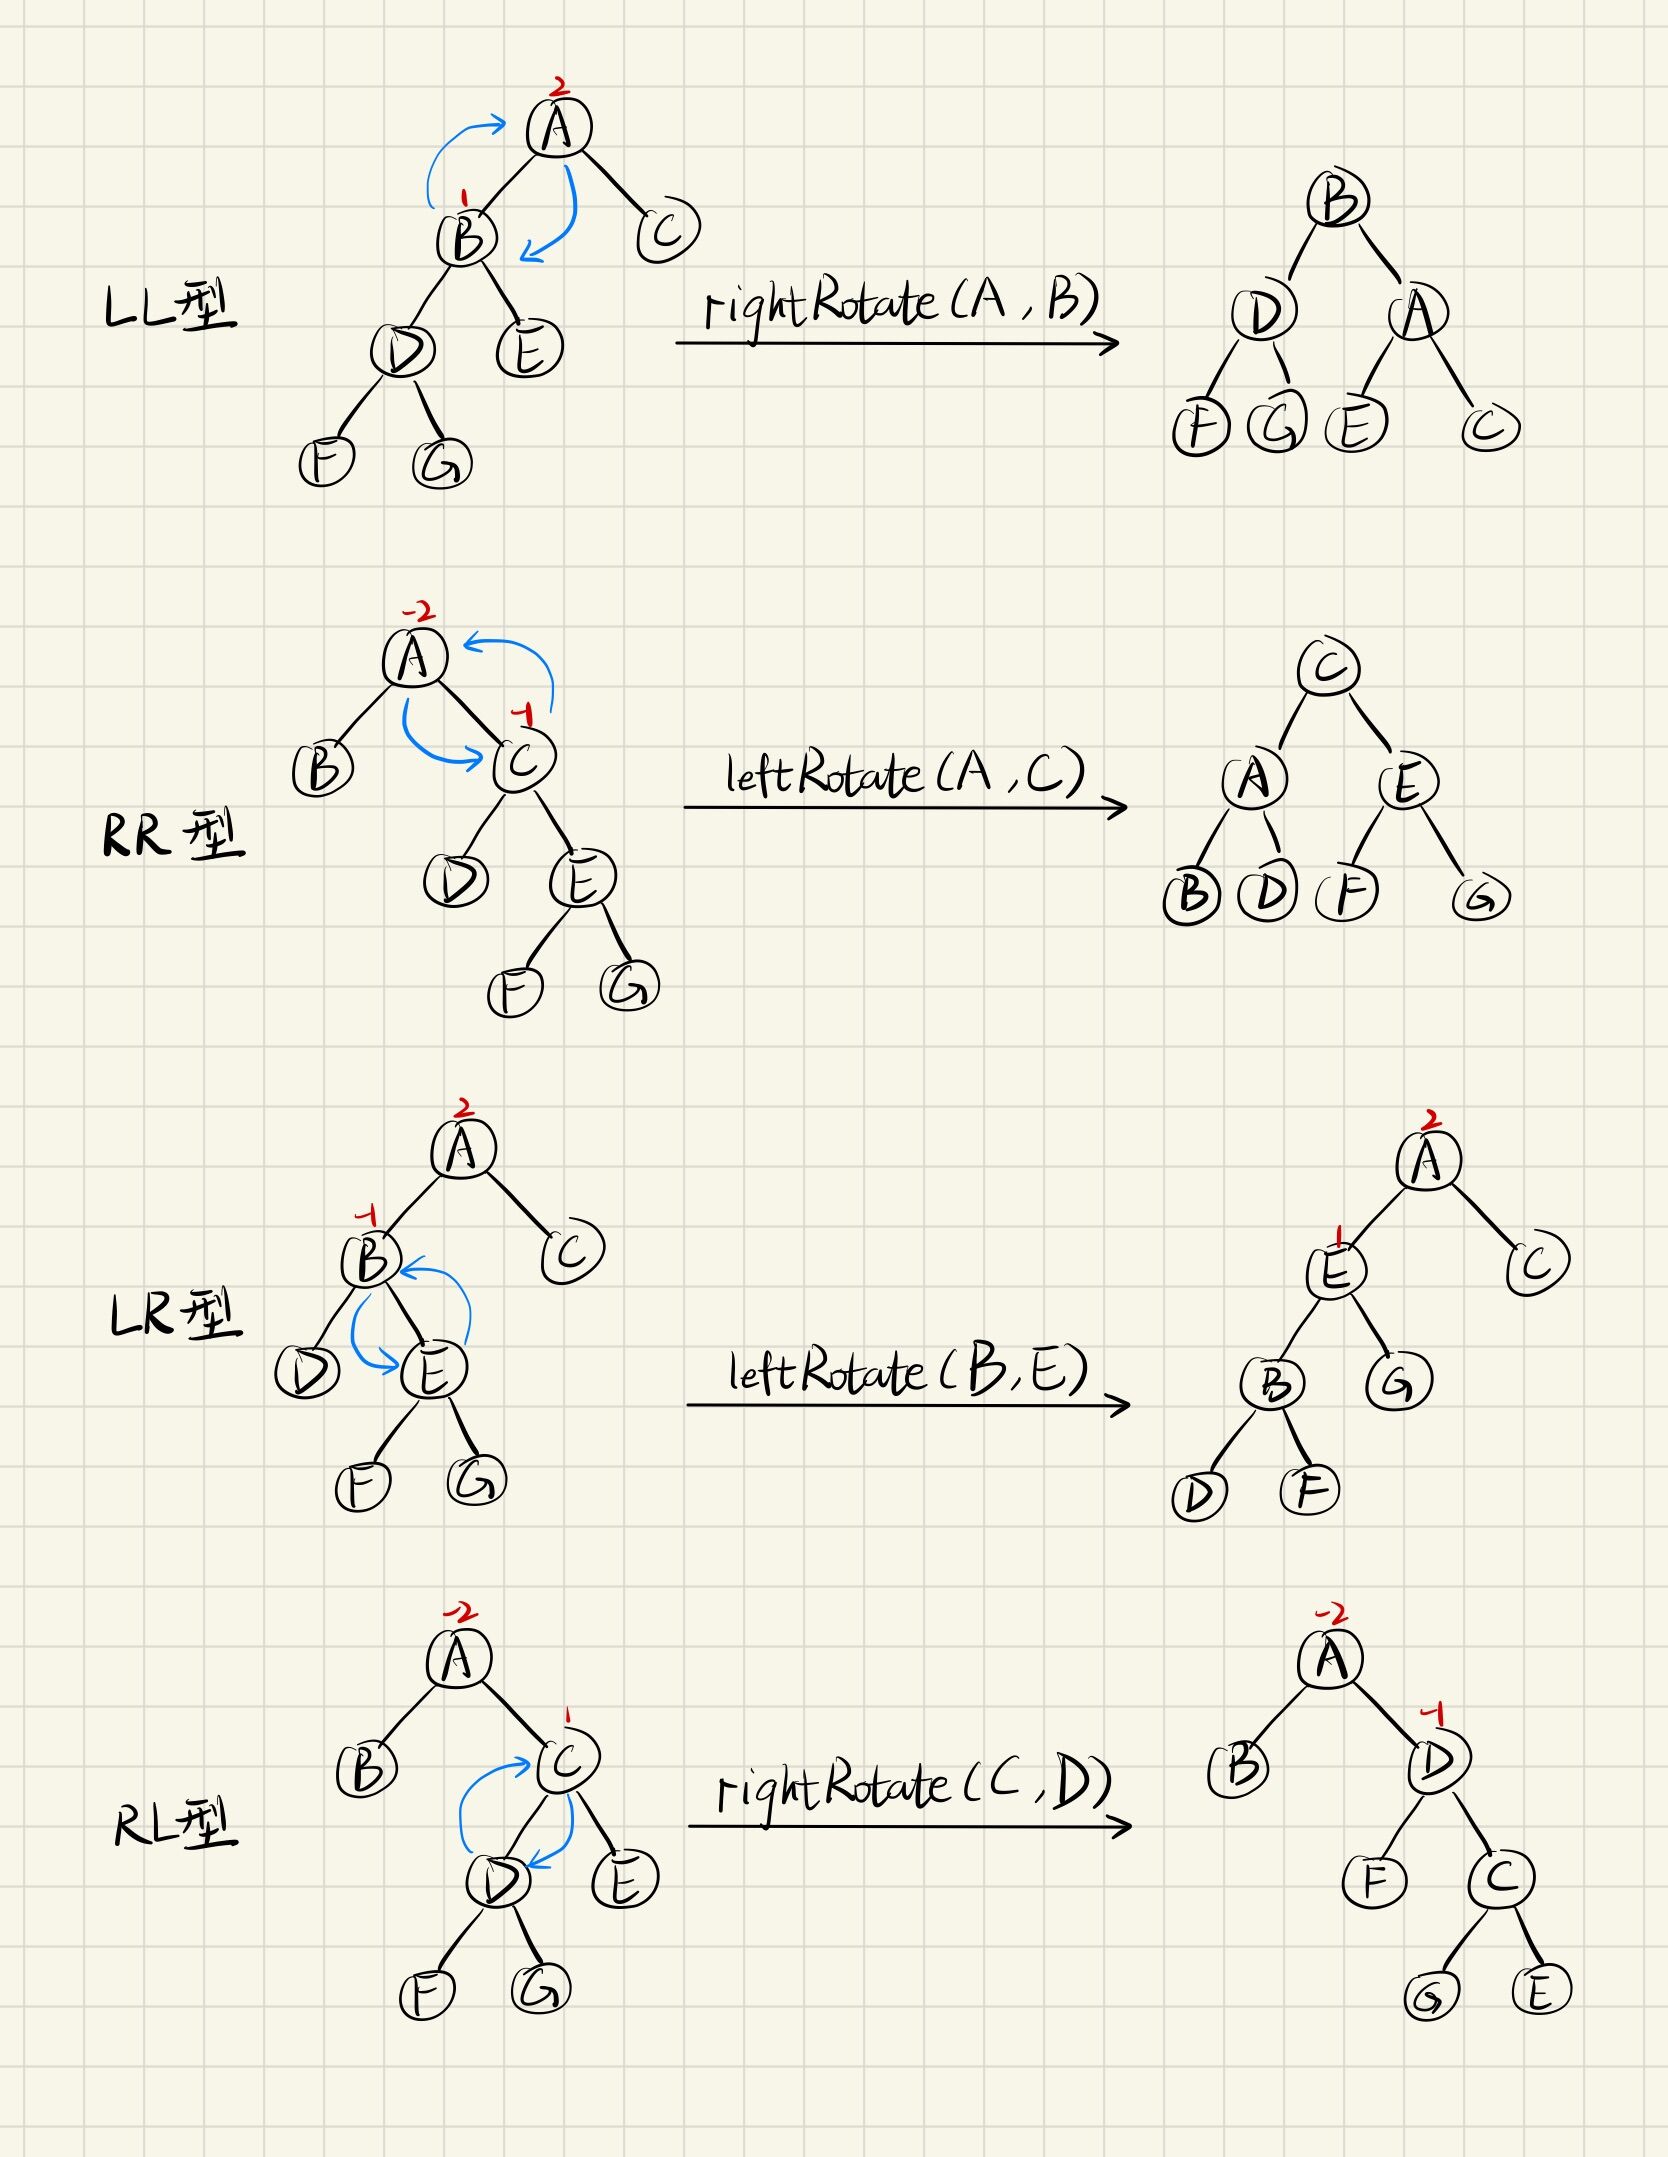 2
A
1
B
C
B
LL型
rightRotate(A,B)
D
A
D
E
F
G
E
C
F
G
-2
A
C
-1
B
C
leftRotate(A,C)
A
E
RR型
D
E
B
D
F
G
F
G
2
2
A
A
-1
1
B
C
E
C
LR型
D
E
leftRotate(B,E)
B
G
F
G
D
F
-2
-2
A
A
1
-1
B
C
rightRotate(C,D)
B
D
RL型
D
E
F
C
F
G
G
E